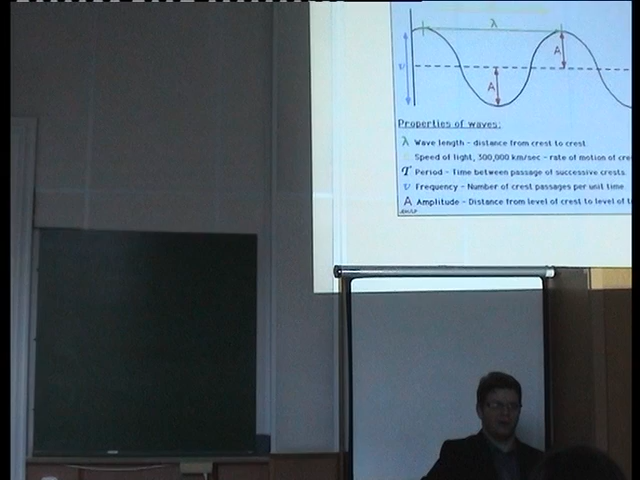 λ
A
υ
A
Properties of waves:
λ Wave length - distance from crest to crest
Speed of light, 300,000 km/sec - rate of motion of cre
T Period - Time between passage of successive crests.
υ Frequency - Number of crest passages per unit time.
A Amplitude - Distance from level of crest to level of t